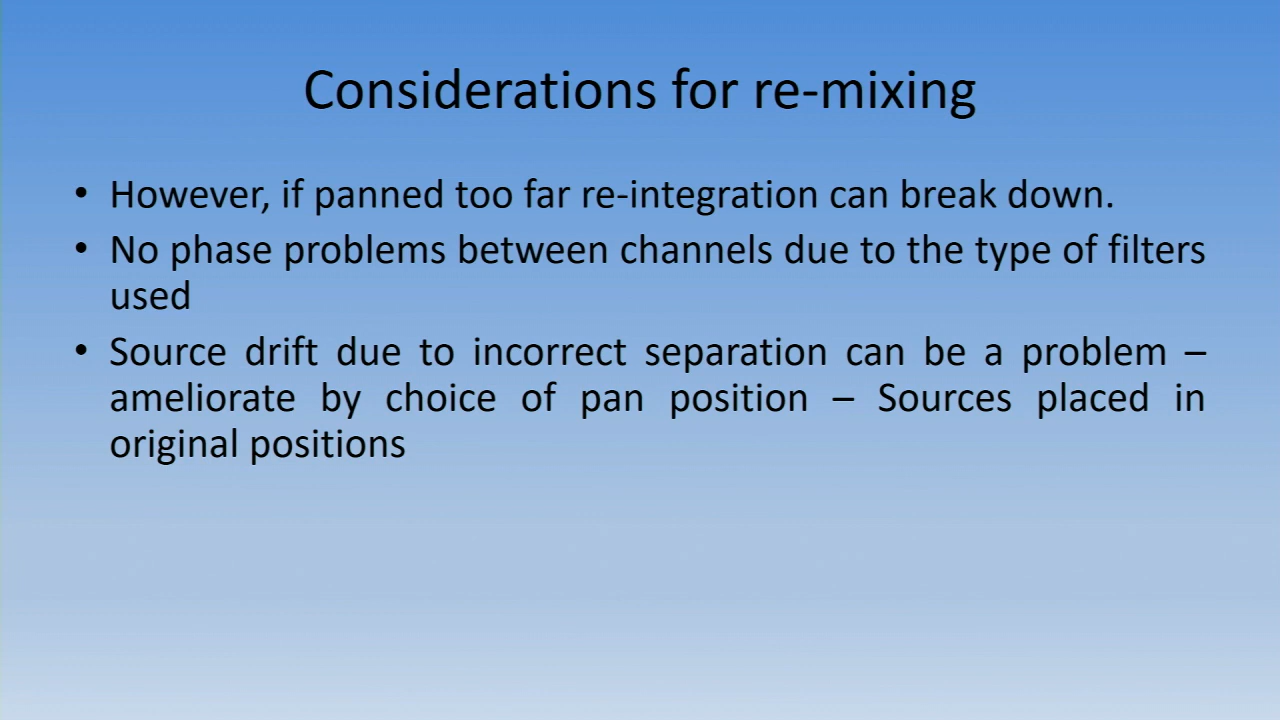 Considerations for re-mixing
• However, if panned too far re-integration can break down.
• No phase problems between channels due to the type of filters
used
• Source drift due to incorrect separation can be a problem –
ameliorate by choice of pan position – Sources placed in
original positions